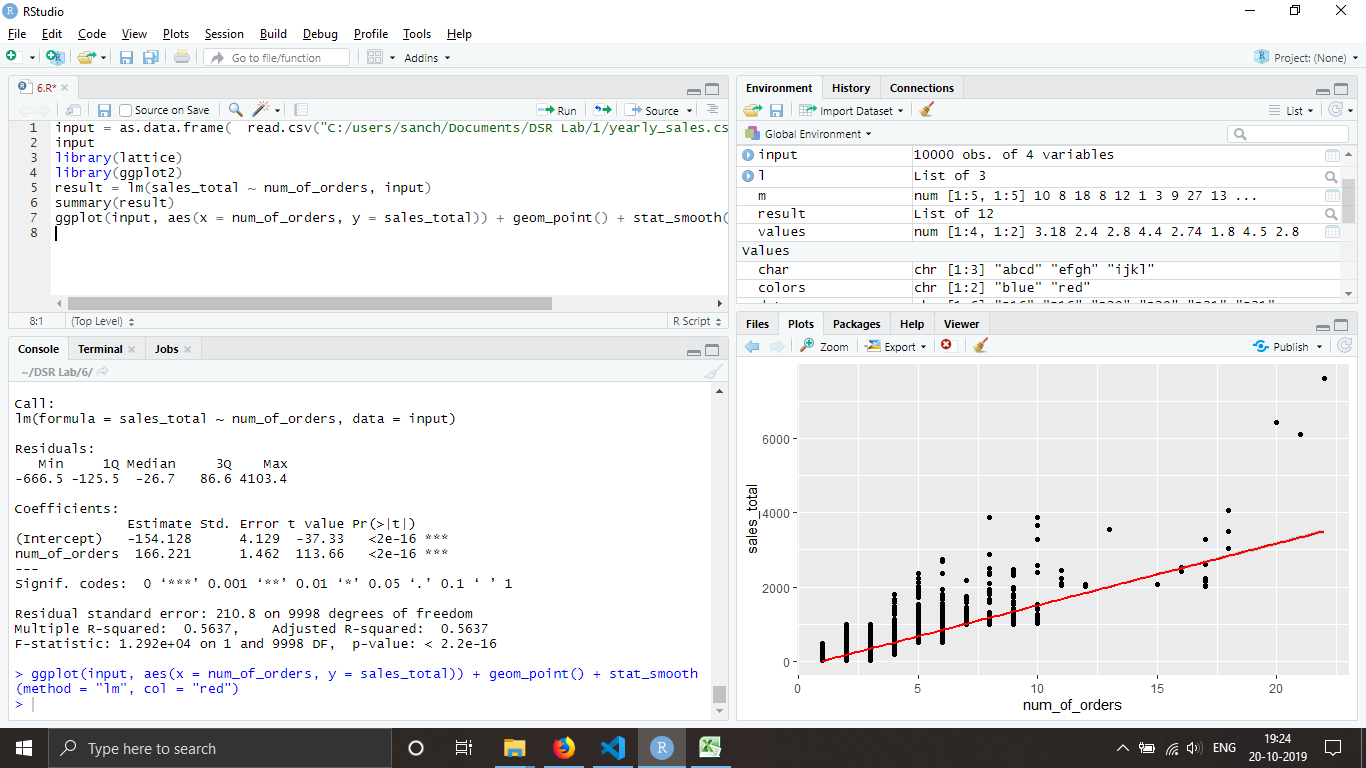 RStudio
File Edit Code View Plots Session Build Debug Profile Tools Help
Go to file/function Addins Project: (None)
6.R*
Source on Save Run Source
1 input = as.data.frame( read.csv("C:/users/sanch/Documents/DSR Lab/1/yearly_sales.cs
2 input
3 library(lattice)
4 library(ggplot2)
5 result = lm(sales_total ~ num_of_orders, input)
6 summary(result)
7 ggplot(input, aes(x = num_of_orders, y = sales_total)) + geom_point() + stat_smooth(
8
8:1 (Top Level) R Script
Console Terminal Jobs
~/DSR Lab/6/
Call:
lm(formula = sales_total ~ num_of_orders, data = input)
Residuals:
Min 1Q Median 3Q Max
-666.5 -125.5 -26.7 86.6 4103.4
Coefficients:
Estimate Std. Error t value Pr(>|t|)
(Intercept) -154.128 4.129 -37.33 <2e-16 ***
num_of_orders 166.221 1.462 113.66 <2e-16 ***
---
Signif. codes: 0 ‘***’ 0.001 ‘**’ 0.01 ‘*’ 0.05 ‘.’ 0.1 ‘ ’ 1
Residual standard error: 210.8 on 9998 degrees of freedom
Multiple R-squared: 0.5637, Adjusted R-squared: 0.5637
F-statistic: 1.292e+04 on 1 and 9998 DF, p-value: < 2.2e-16
> ggplot(input, aes(x = num_of_orders, y = sales_total)) + geom_point() + stat_smooth
(method = "lm", col = "red")
>
Environment History Connections
Import Dataset List
Global Environment
input 10000 obs. of 4 variables
l List of 3
m num [1:5, 1:5] 10 8 18 8 12 1 3 9 27 13 ...
result List of 12
values num [1:4, 1:2] 3.18 2.4 2.8 4.4 2.74 1.8 4.5 2.8
Values
char chr [1:3] "abcd" "efgh" "ijkl"
colors chr [1:2] "blue" "red"
Files Plots Packages Help Viewer
Zoom Export Publish
sales_total
6000
4000
2000
0
0 5 10 15 20
num_of_orders
Type here to search
ENG
19:24
20-10-2019